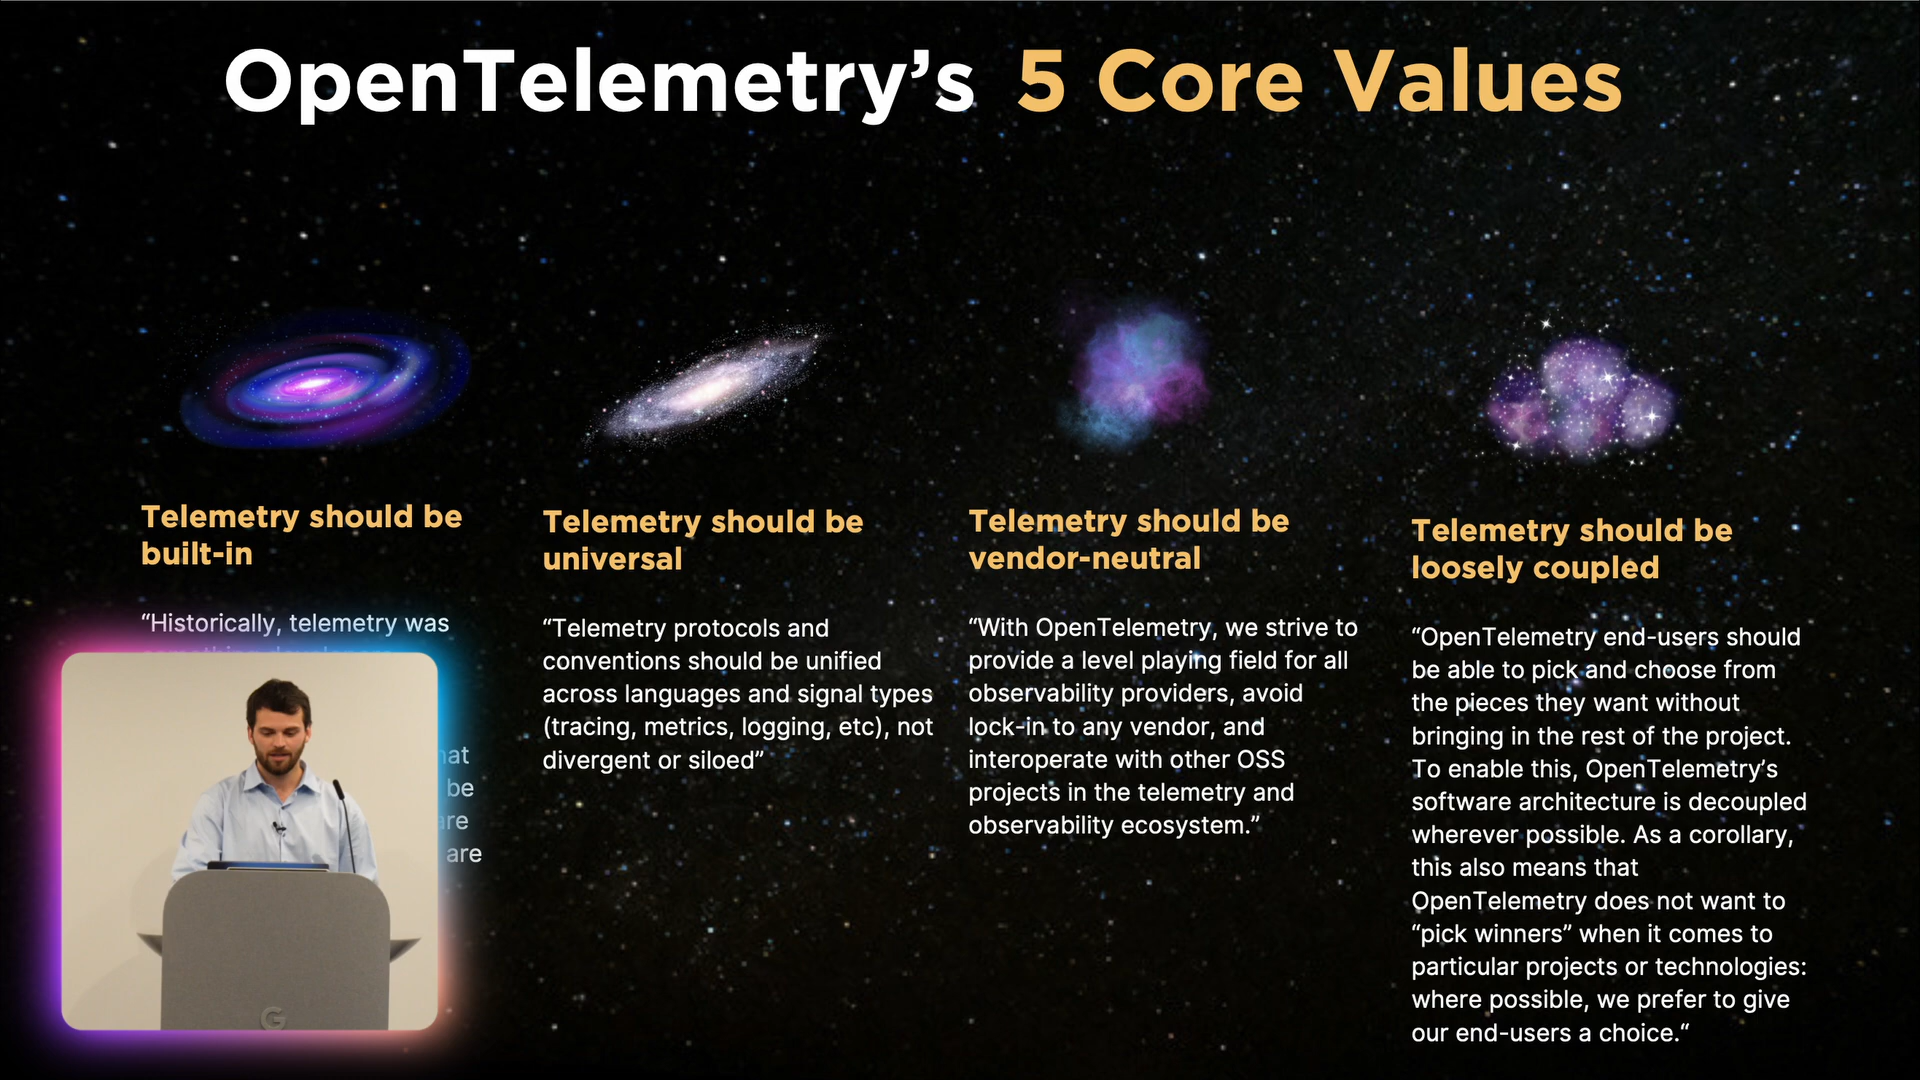 OpenTelemetry’s 5 Core Values
Telemetry should be
built-in
“Historically, telemetry was
be
are
Telemetry should be
universal
“Telemetry protocols and
conventions should be unified
across languages and signal types
(tracing, metrics, logging, etc), not
divergent or siloed”
Telemetry should be
vendor-neutral
“With OpenTelemetry, we strive to
provide a level playing field for all
observability providers, avoid
lock-in to any vendor, and
interoperate with other OSS
projects in the telemetry and
observability ecosystem.”
Telemetry should be
loosely coupled
“OpenTelemetry end-users should
be able to pick and choose from
the pieces they want without
bringing in the rest of the project.
To enable this, OpenTelemetry’s
software architecture is decoupled
wherever possible. As a corollary,
this also means that
OpenTelemetry does not want to
“pick winners” when it comes to
particular projects or technologies:
where possible, we prefer to give
our end-users a choice.“
G